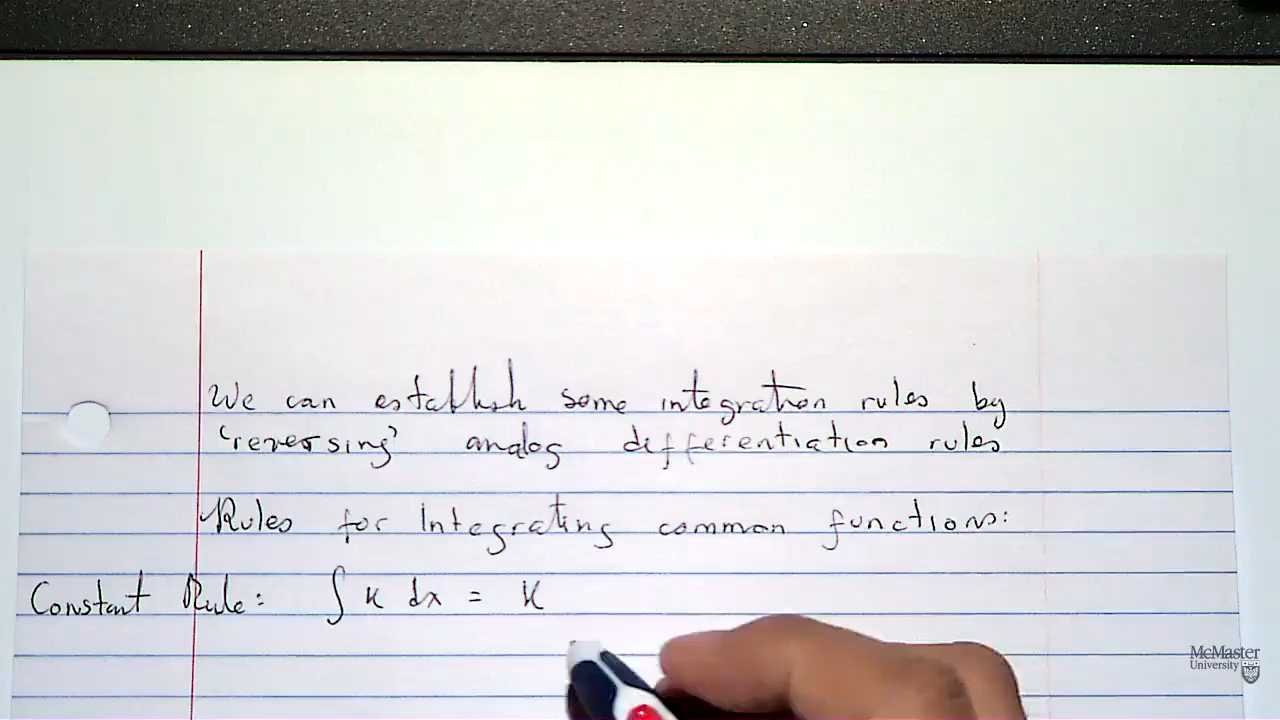 We can establish some integration rules by
'reversing' analog differentiation rules
Rules for Integrating common functions:
Constant Rule: ∫ k dx = k
McMaster
University